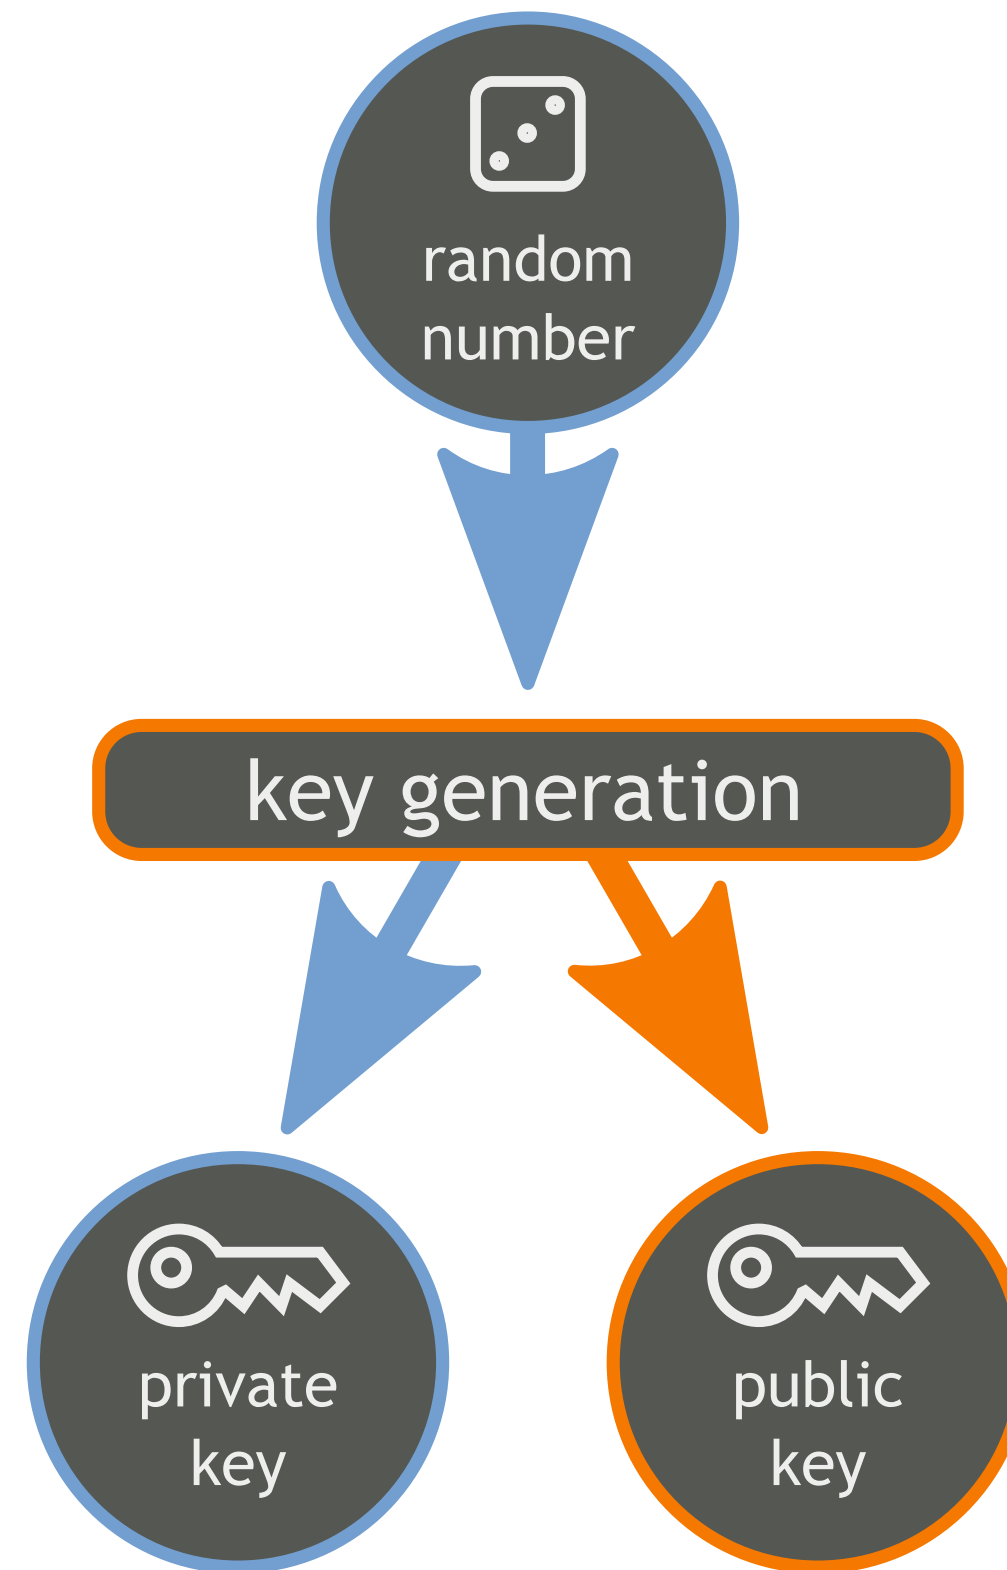 random
number
key generation
private
key
public
key